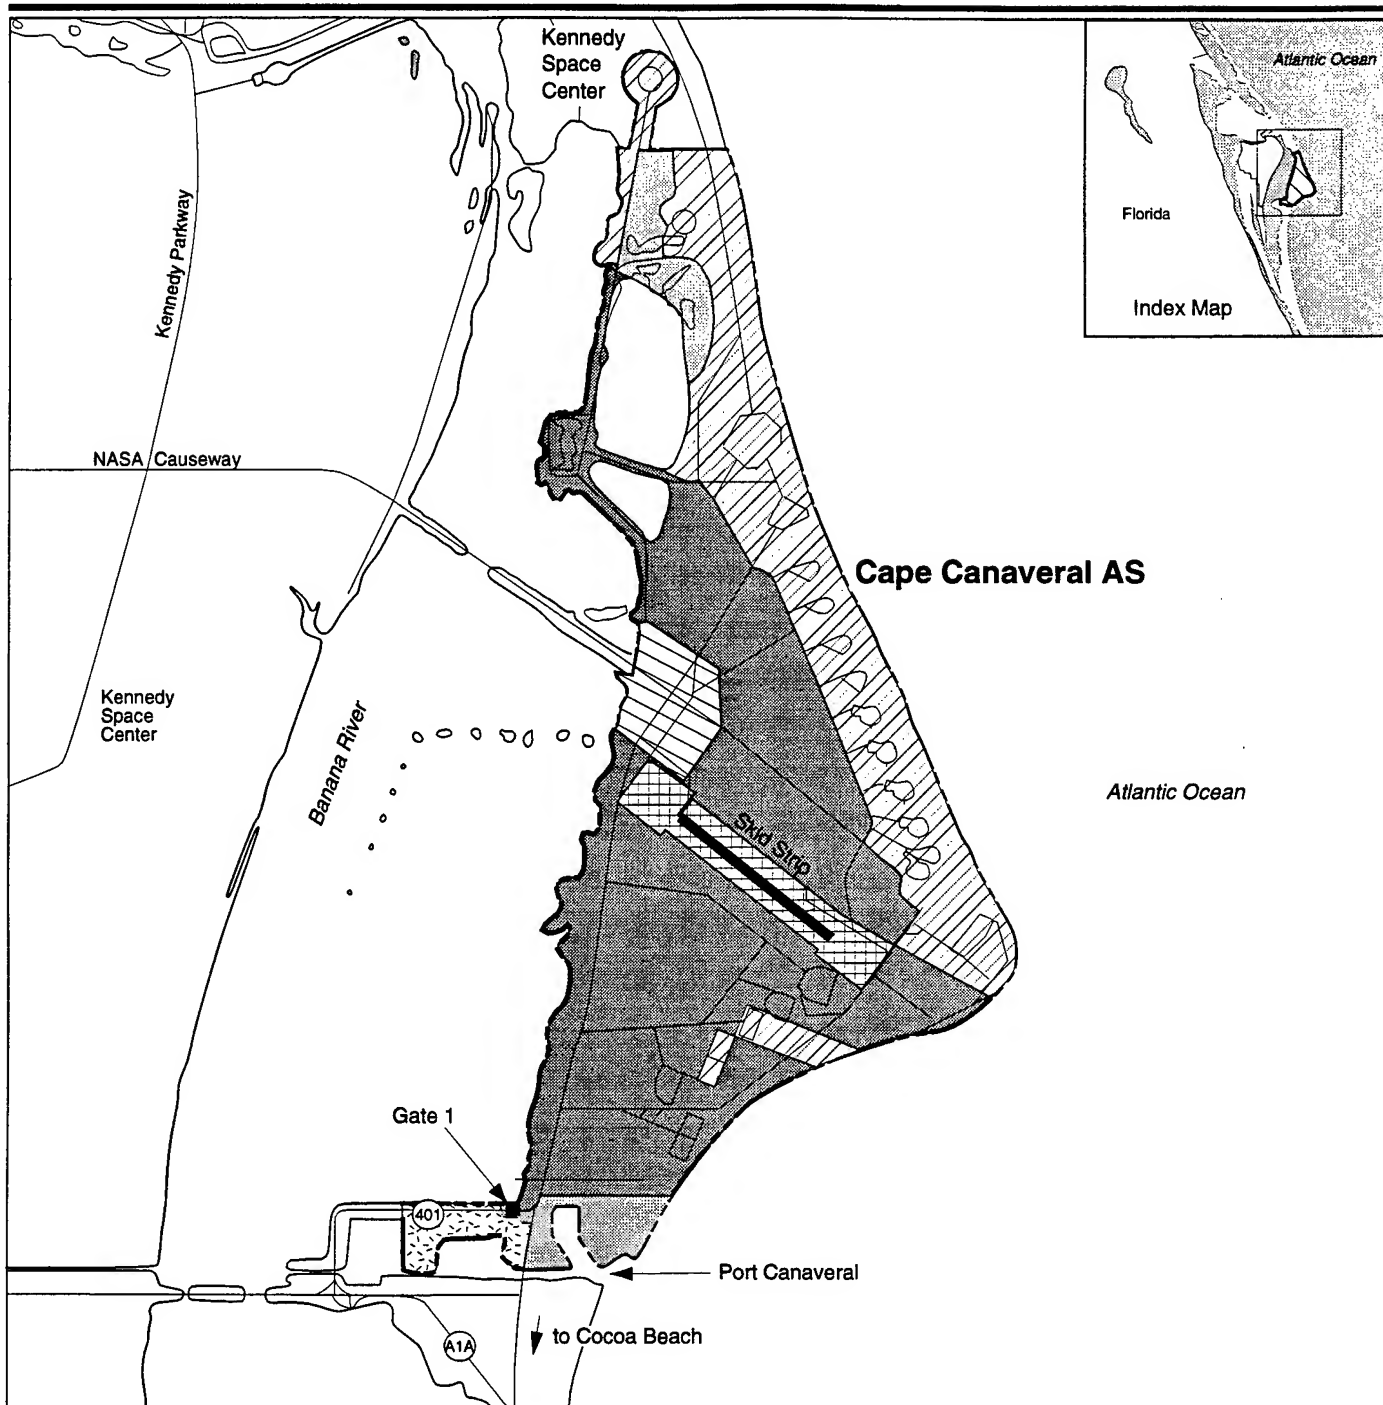 Kennedy
Space
Center
Atlantic Ocean
Florida
Index Map
Kennedy Parkway
NASA Causeway
Cape Canaveral AS
Kennedy
Space
Center
Banana River
Atlantic Ocean
Skid Strip
Gate 1
401
Port Canaveral
to Cocoa Beach
A1A